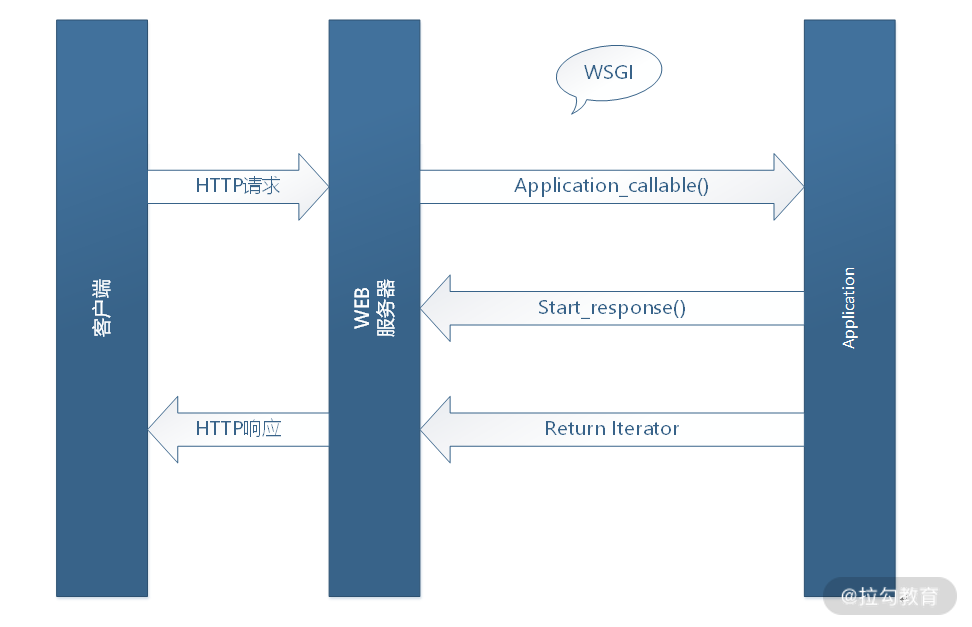 WSGI
HTTP请求
Application_callable()
客户端
WEB
服务器
Start_response()
Application
HTTP响应
Return Iterator
@拉勾教育